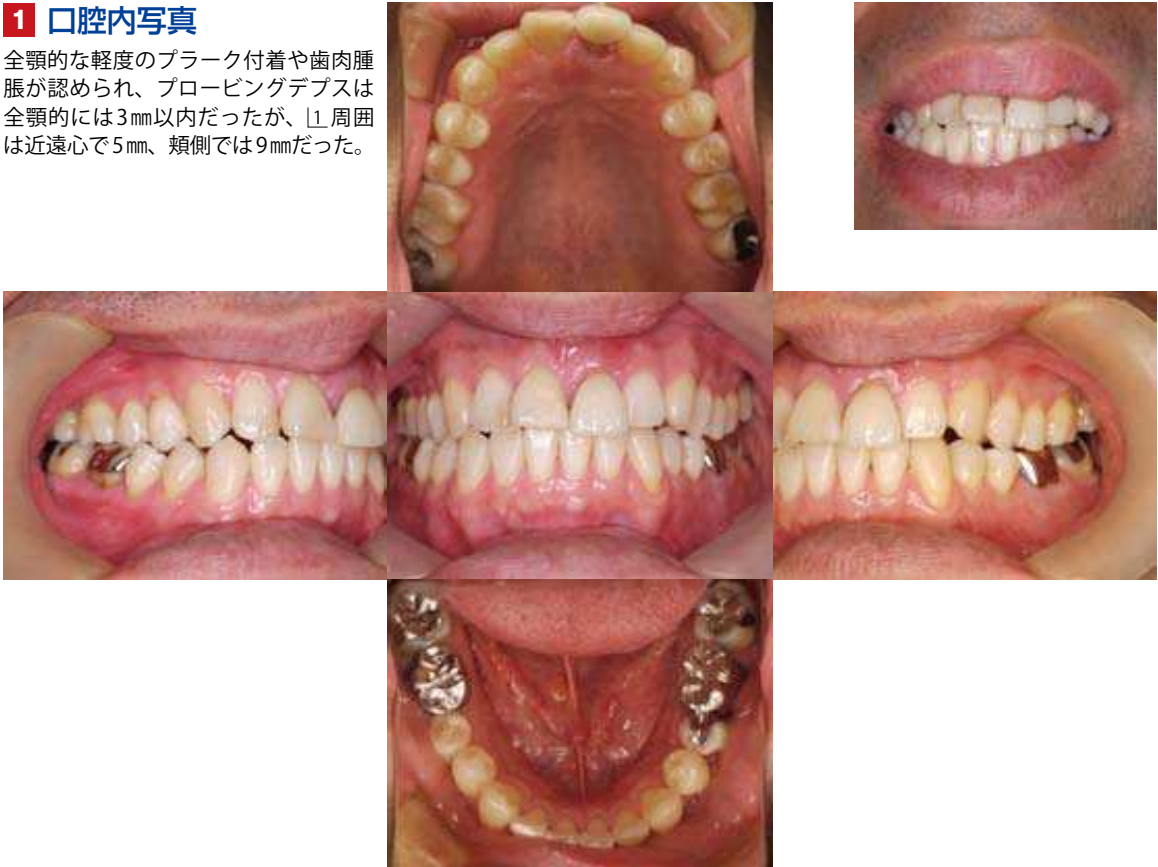 1 口腔内写真
全顎的な軽度のプラーク付着や歯肉腫
脹が認められ、プロービングデプスは
全顎的には3㎜以内だったが、|1 周囲
は近遠心で5㎜、頬側では9㎜だった。